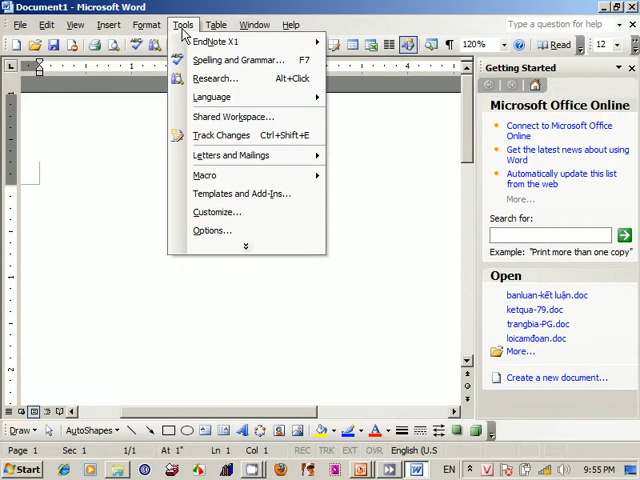 Document1 - Microsoft Word
File Edit View Insert Format Tools Table Window Help
Type a question for help
120%
Read
12
EndNote X1
Spelling and Grammar... F7
Research... Alt+Click
Language
Shared Workspace...
Track Changes Ctrl+Shift+E
Letters and Mailings
Macro
Templates and Add-Ins...
Customize...
Options...
3 4
1
2
Getting Started
Microsoft Office Online
Connect to Microsoft Office
Online
Get the latest news about using
Word
Automatically update this list
from the web
More...
Search for:
Example: "Print more than one copy"
Open
banluan-kết luận.doc
ketqua-79.doc
trangbia-PG.doc
loicamđoan.doc
More...
Create a new document...
Draw AutoShapes
Page 1 Sec 1 1/1 At 1" Ln 1 Col 1 REC TRK EXT OVR English (U.S
Start EN 9:55 PM